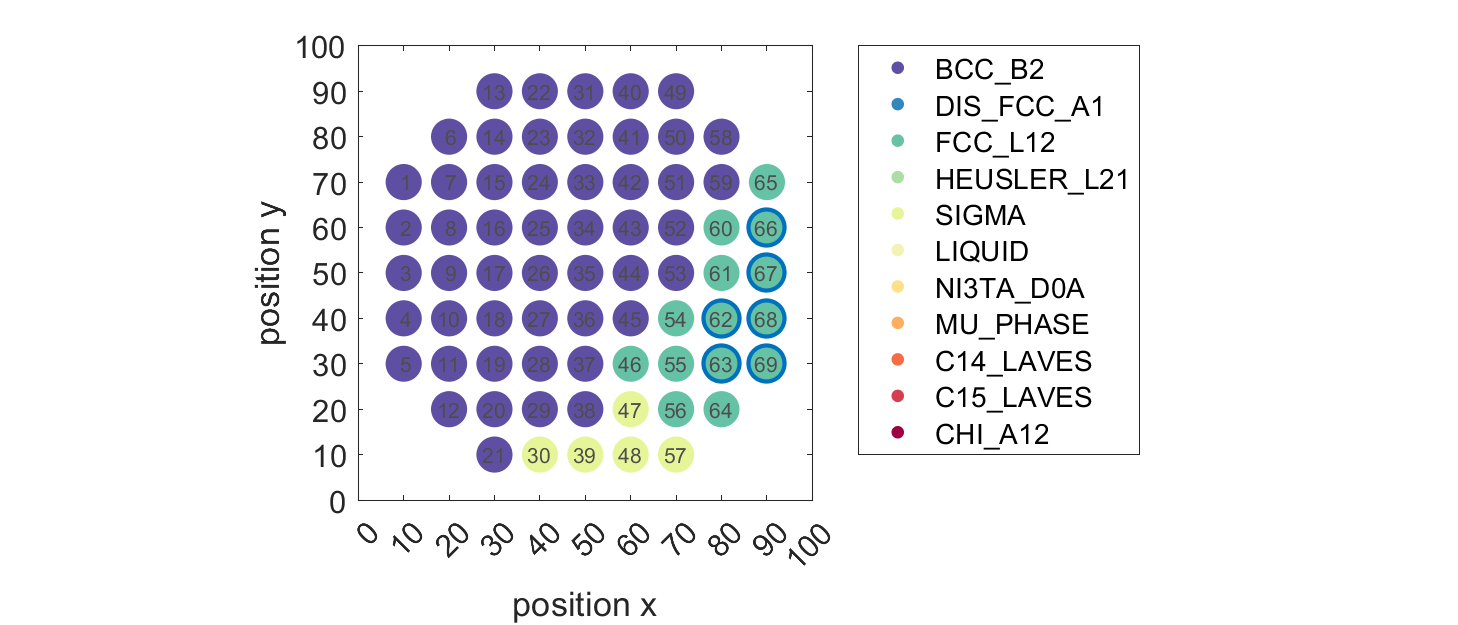 100
90
80
70
60
50
40
30
20
10
0
position y
13 22 31 40 49
6 14 23 32 41 50 58
1 7 15 24 33 42 51 59 65
2 8 16 25 34 43 52 60 66
3 9 17 26 35 44 53 61 67
4 10 18 27 36 45 54 62 68
5 11 19 28 37 46 55 63 69
12 20 29 38 47 56 64
21 30 39 48 57
0 10 20 30 40 50 60 70 80 90 100
position x
BCC_B2
DIS_FCC_A1
FCC_L12
HEUSLER_L21
SIGMA
LIQUID
NI3TA_D0A
MU_PHASE
C14_LAVES
C15_LAVES
CHI_A12